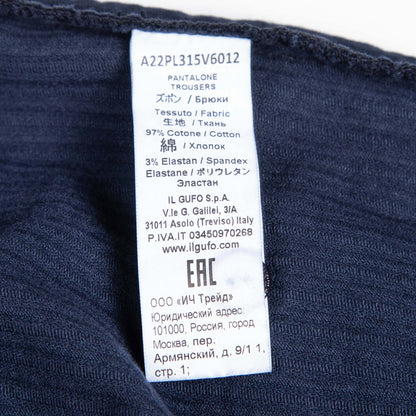 A22PL315V6012
PANTALONE
TROUSERS
ズボン / Брюки
Tessuto / Fabric
生地 / Ткань
97% Cotone / Cotton
綿 / Хлопок
3% Elastan / Spandex
Elastane / ポリウレタン
Эластан
IL GUFO S.p.A.
V.le G. Galilei, 3/A
31011 Asolo (Treviso) Italy
P.IVA.IT 03450970268
www.ilgufo.com
EAC
ООО «ИЧ Трейд»
Юридический адрес:
101000, Россия, город
Москва, пер.
Армянский, д. 9/1 1,
стр. 1;